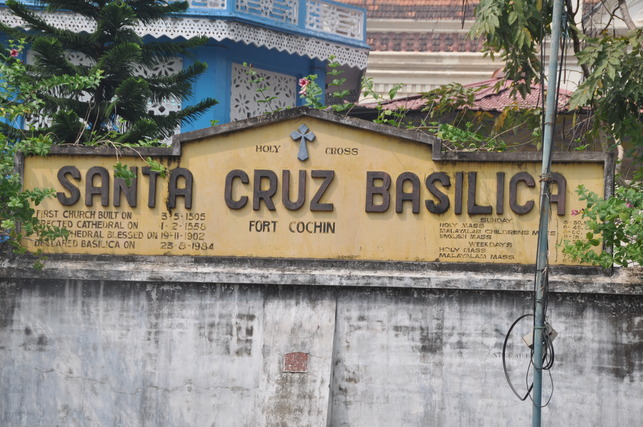 HOLY CROSS
SANTA CRUZ BASILICA
FORT COCHIN
FIRST CHURCH BUILT ON 3-5-1505
ERECTED CATHEDRAL ON 1-2-1558
CATHEDRAL BLESSED ON 19-11-1902
DECLARED BASILICA ON 23-8-1984
SUNDAY
HOLY MASS
MALAYALAM CHILDRENS MASS
ENGLISH MASS
WEEKDAYS
HOLY MASS
MALAYALAM MASS